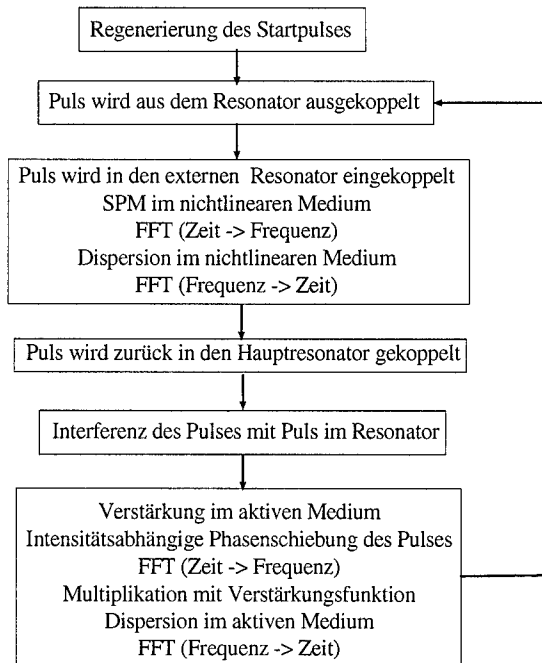 Regenerierung des Startpulses
Puls wird aus dem Resonator ausgekoppelt
Puls wird in den externen Resonator eingekoppelt
SPM im nichtlinearen Medium
FFT (Zeit -> Frequenz)
Dispersion im nichtlinearen Medium
FFT (Frequenz -> Zeit)
Puls wird zurück in den Hauptresonator gekoppelt
Interferenz des Pulses mit Puls im Resonator
Verstärkung im aktiven Medium
Intensitätsabhängige Phasenschiebung des Pulses
FFT (Zeit -> Frequenz)
Multiplikation mit Verstärkungsfunktion
Dispersion im aktiven Medium
FFT (Frequenz -> Zeit)